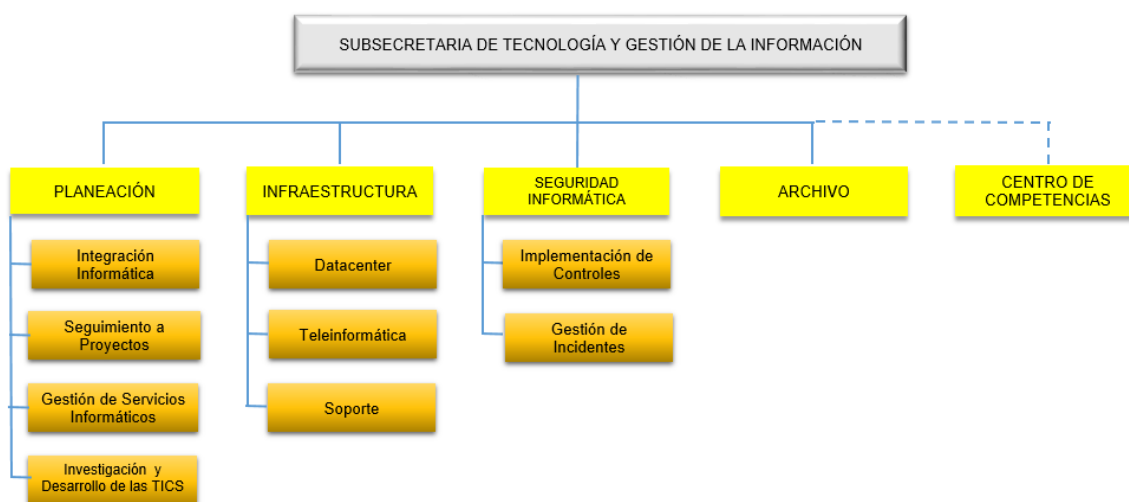 SUBSECRETARIA DE TECNOLOGÍA Y GESTIÓN DE LA INFORMACIÓN
PLANEACIÓN
Integración
Informática
Seguimiento a
Proyectos
Gestión de Servicios
Informáticos
Investigación y
Desarrollo de las TICS
INFRAESTRUCTURA
Datacenter
Teleinformática
Soporte
SEGURIDAD
INFORMÁTICA
Implementación de
Controles
Gestión de
Incidentes
ARCHIVO
CENTRO DE
COMPETENCIAS